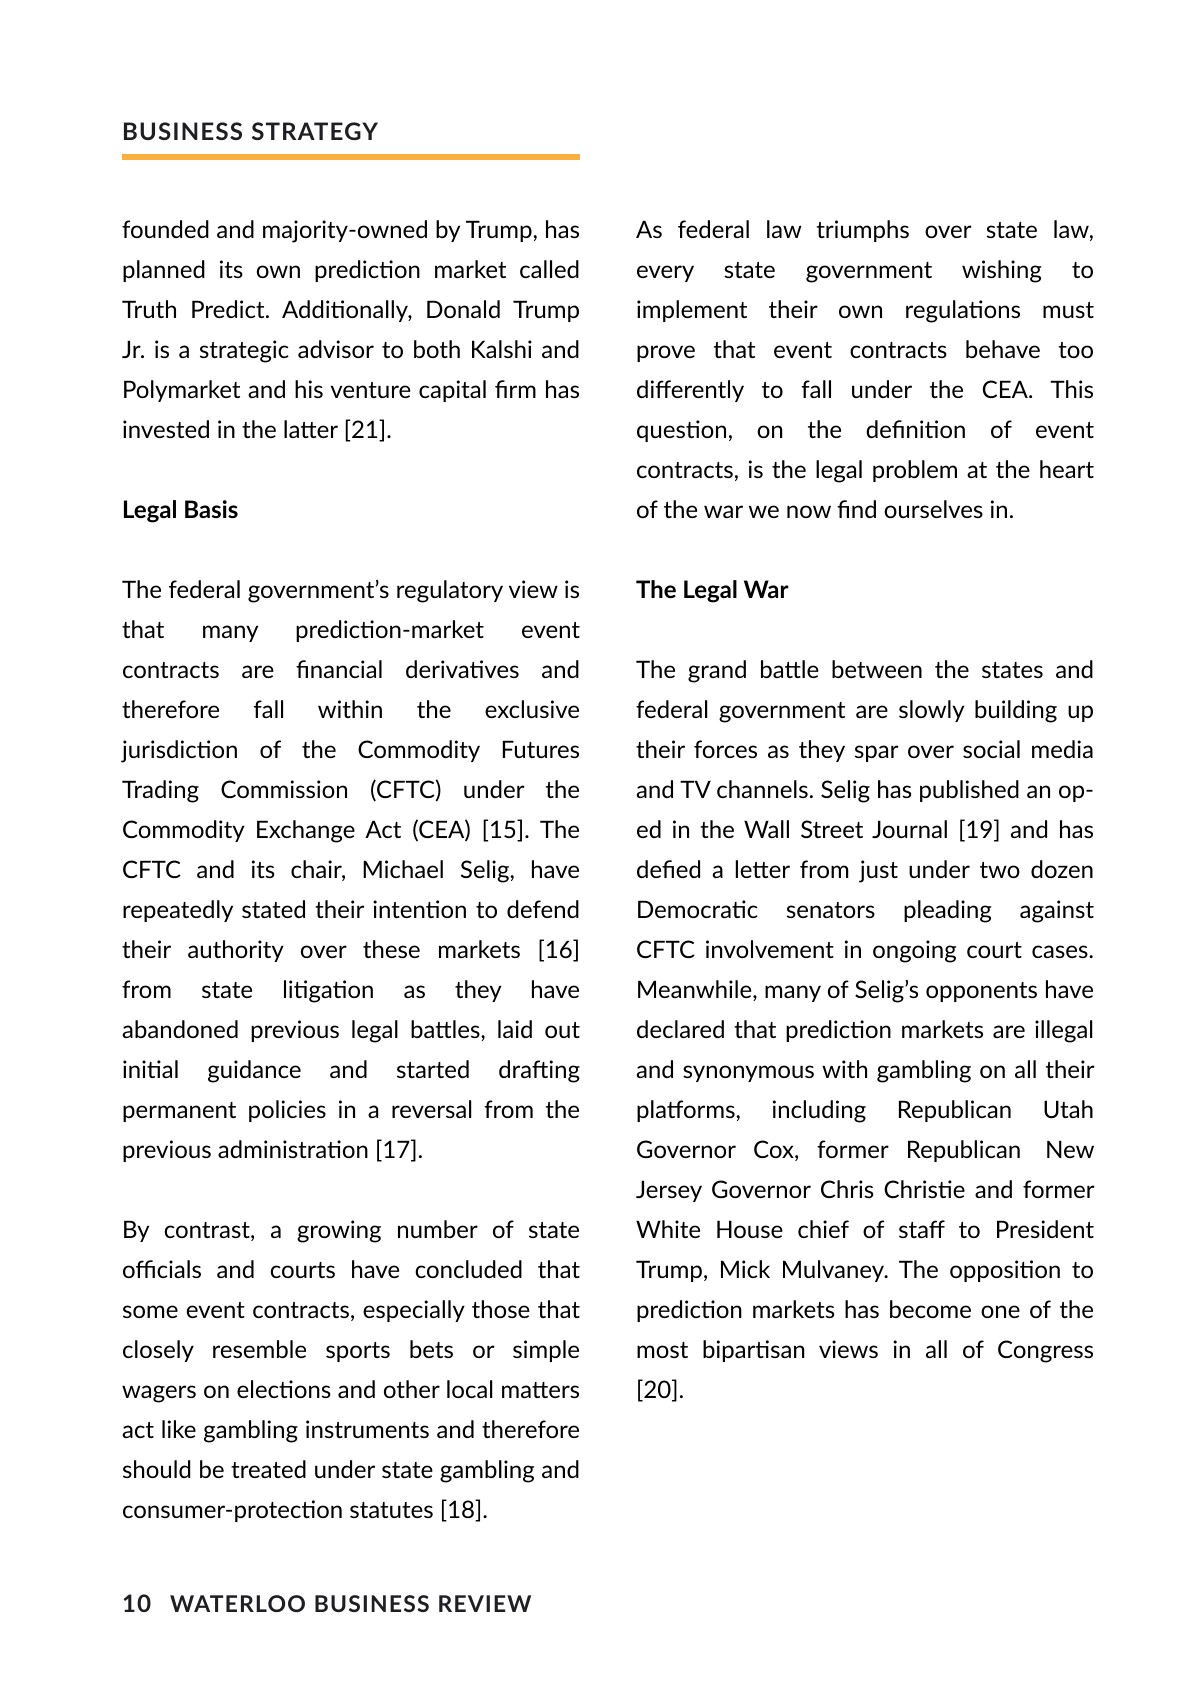 BUSINESS STRATEGY
founded and majority-owned by Trump, has
planned its own prediction market called
Truth Predict. Additionally, Donald Trump
Jr. is a strategic advisor to both Kalshi and
Polymarket and his venture capital firm has
invested in the latter [21].
Legal Basis
The federal government’s regulatory view is
that many prediction-market event
contracts are financial derivatives and
therefore fall within the exclusive
jurisdiction of the Commodity Futures
Trading Commission (CFTC) under the
Commodity Exchange Act (CEA) [15]. The
CFTC and its chair, Michael Selig, have
repeatedly stated their intention to defend
their authority over these markets [16]
from state litigation as they have
abandoned previous legal battles, laid out
initial guidance and started drafting
permanent policies in a reversal from the
previous administration [17].
By contrast, a growing number of state
officials and courts have concluded that
some event contracts, especially those that
closely resemble sports bets or simple
wagers on elections and other local matters
act like gambling instruments and therefore
should be treated under state gambling and
consumer-protection statutes [18].
As federal law triumphs over state law,
every state government wishing to
implement their own regulations must
prove that event contracts behave too
differently to fall under the CEA. This
question, on the definition of event
contracts, is the legal problem at the heart
of the war we now find ourselves in.
The Legal War
The grand battle between the states and
federal government are slowly building up
their forces as they spar over social media
and TV channels. Selig has published an op-
ed in the Wall Street Journal [19] and has
defied a letter from just under two dozen
Democratic senators pleading against
CFTC involvement in ongoing court cases.
Meanwhile, many of Selig’s opponents have
declared that prediction markets are illegal
and synonymous with gambling on all their
platforms, including Republican Utah
Governor Cox, former Republican New
Jersey Governor Chris Christie and former
White House chief of staff to President
Trump, Mick Mulvaney. The opposition to
prediction markets has become one of the
most bipartisan views in all of Congress
[20].
10 WATERLOO BUSINESS REVIEW